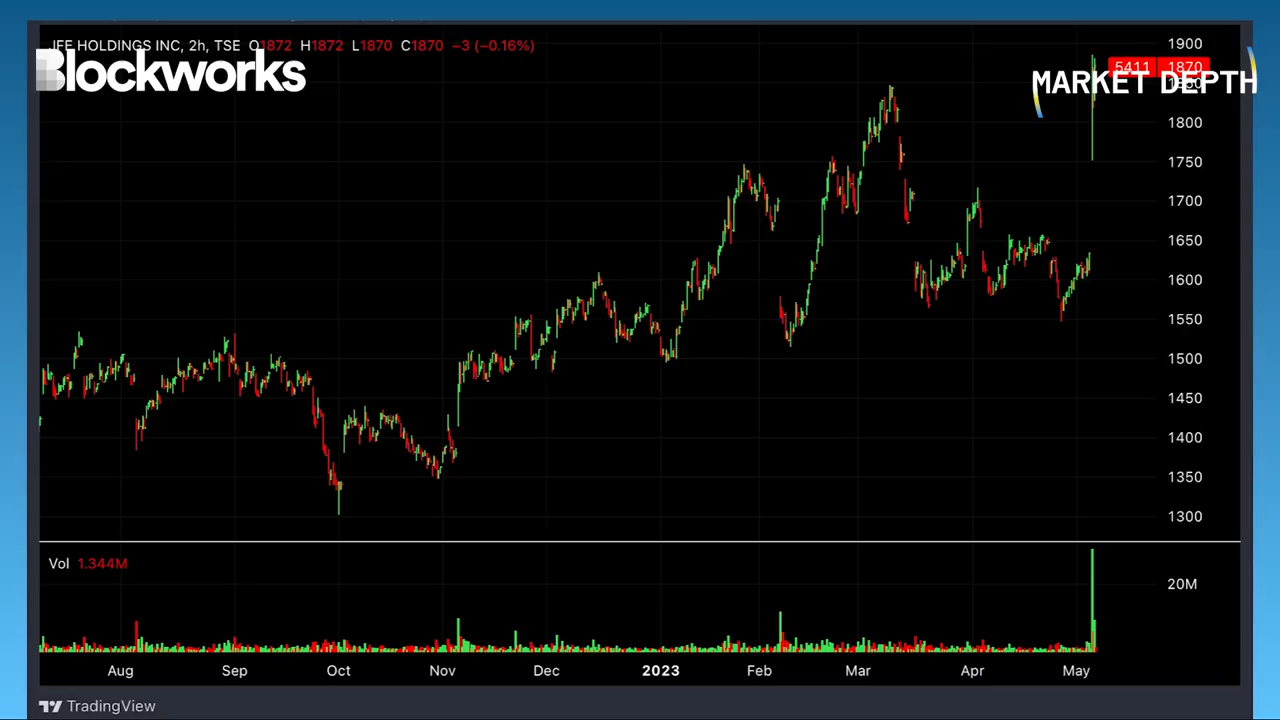 JFE HOLDINGS INC, 2h, TSE O1872 H1872 L1870 C1870 −3 (−0.16%)
Blockworks
MARKET DEPTH
1900
5411 1870
1850
1800
1750
1700
1650
1600
1550
1500
1450
1400
1350
1300
Vol 1.344M
20M
Aug Sep Oct Nov Dec 2023 Feb Mar Apr May
TradingView